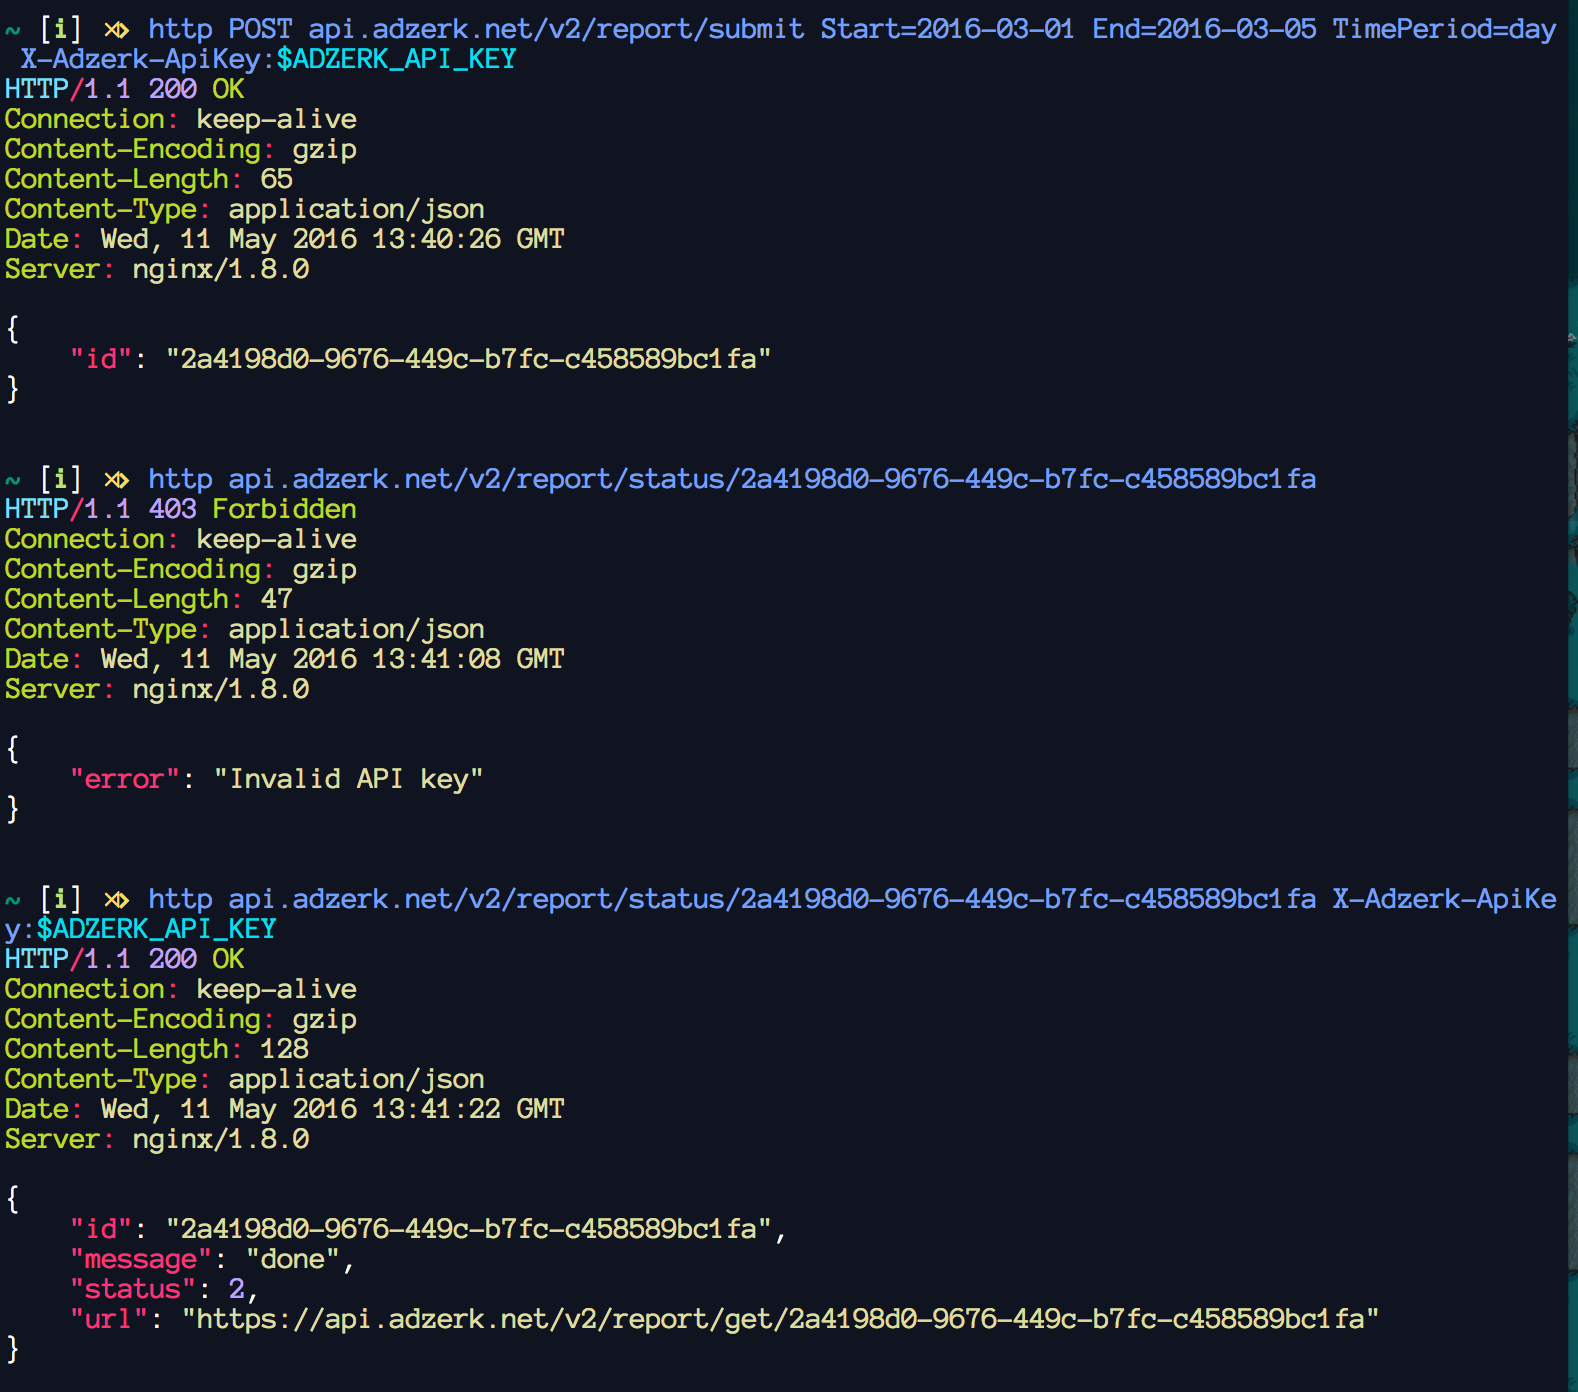 ~ [i] ⋊> http POST api.adzerk.net/v2/report/submit Start=2016-03-01 End=2016-03-05 TimePeriod=day
X-Adzerk-ApiKey:$ADZERK_API_KEY
HTTP/1.1 200 OK
Connection: keep-alive
Content-Encoding: gzip
Content-Length: 65
Content-Type: application/json
Date: Wed, 11 May 2016 13:40:26 GMT
Server: nginx/1.8.0

{
    "id": "2a4198d0-9676-449c-b7fc-c458589bc1fa"
}

~ [i] ⋊> http api.adzerk.net/v2/report/status/2a4198d0-9676-449c-b7fc-c458589bc1fa
HTTP/1.1 403 Forbidden
Connection: keep-alive
Content-Encoding: gzip
Content-Length: 47
Content-Type: application/json
Date: Wed, 11 May 2016 13:41:08 GMT
Server: nginx/1.8.0

{
    "error": "Invalid API key"
}

~ [i] ⋊> http api.adzerk.net/v2/report/status/2a4198d0-9676-449c-b7fc-c458589bc1fa X-Adzerk-ApiKe
y:$ADZERK_API_KEY
HTTP/1.1 200 OK
Connection: keep-alive
Content-Encoding: gzip
Content-Length: 128
Content-Type: application/json
Date: Wed, 11 May 2016 13:41:22 GMT
Server: nginx/1.8.0

{
    "id": "2a4198d0-9676-449c-b7fc-c458589bc1fa",
    "message": "done",
    "status": 2,
    "url": "https://api.adzerk.net/v2/report/get/2a4198d0-9676-449c-b7fc-c458589bc1fa"
}